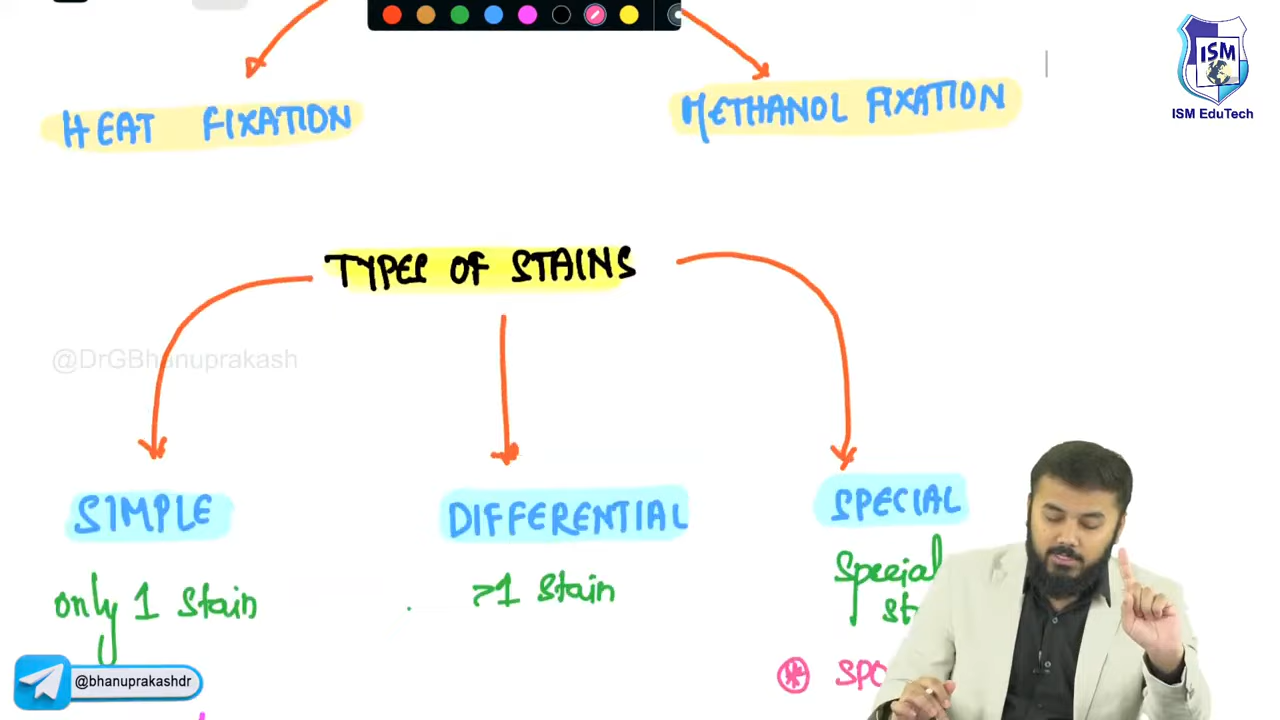 HEAT FIXATION
METHANOL FIXATION
ISM
ISM EduTech
TYPES OF STAINS
@DrGBhanuprakash
SIMPLE
DIFFERENTIAL
SPECIAL
only 1 stain
>1 stain
Special
@bhanuprakashdr